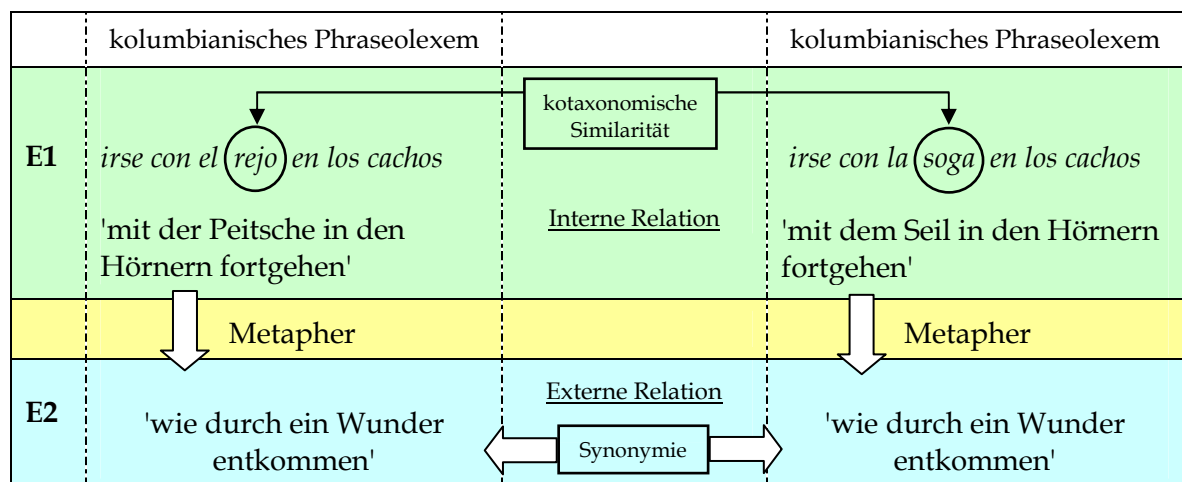 kolumbianisches Phraseolexem
kolumbianisches Phraseolexem
E1
kotaxonomische
Similarität
irse con el rejo en los cachos
irse con la soga en los cachos
Interne Relation
'mit der Peitsche in den
Hörnern fortgehen'
'mit dem Seil in den Hörnern
fortgehen'
Metapher
Metapher
E2
Externe Relation
'wie durch ein Wunder
entkommen'
Synonymie
'wie durch ein Wunder
entkommen'